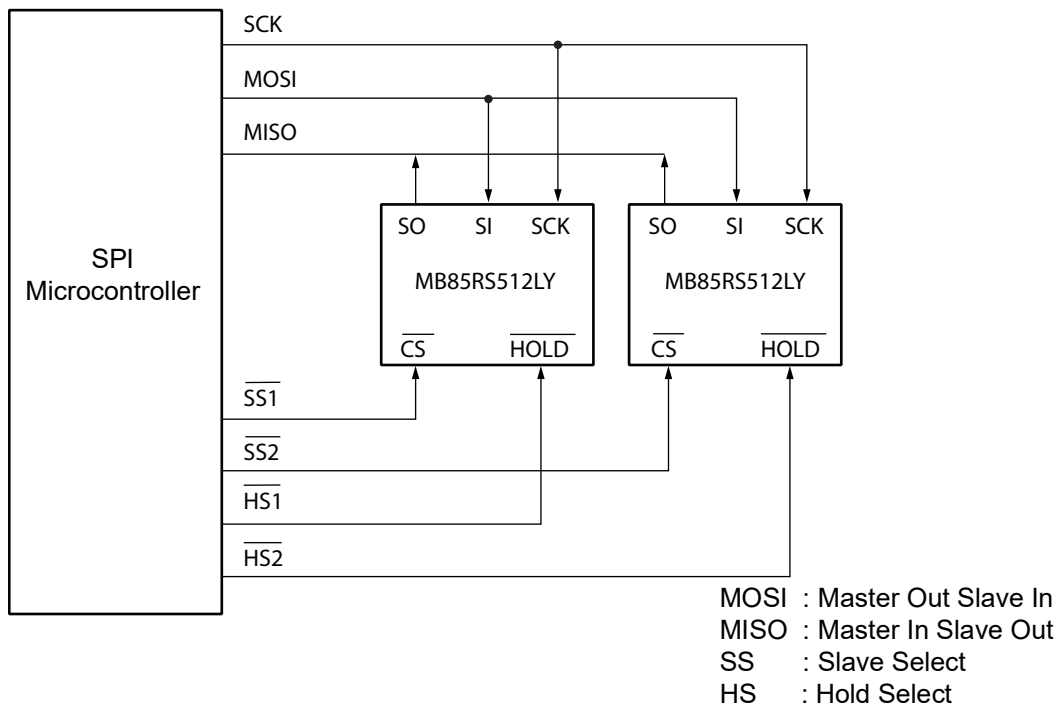 SCK
MOSI
MISO
SO SI SCK
MB85RS512LY
CS HOLD
SO SI SCK
MB85RS512LY
CS HOLD
SPI
Microcontroller
SS1
SS2
HS1
HS2
MOSI : Master Out Slave In
MISO : Master In Slave Out
SS : Slave Select
HS : Hold Select